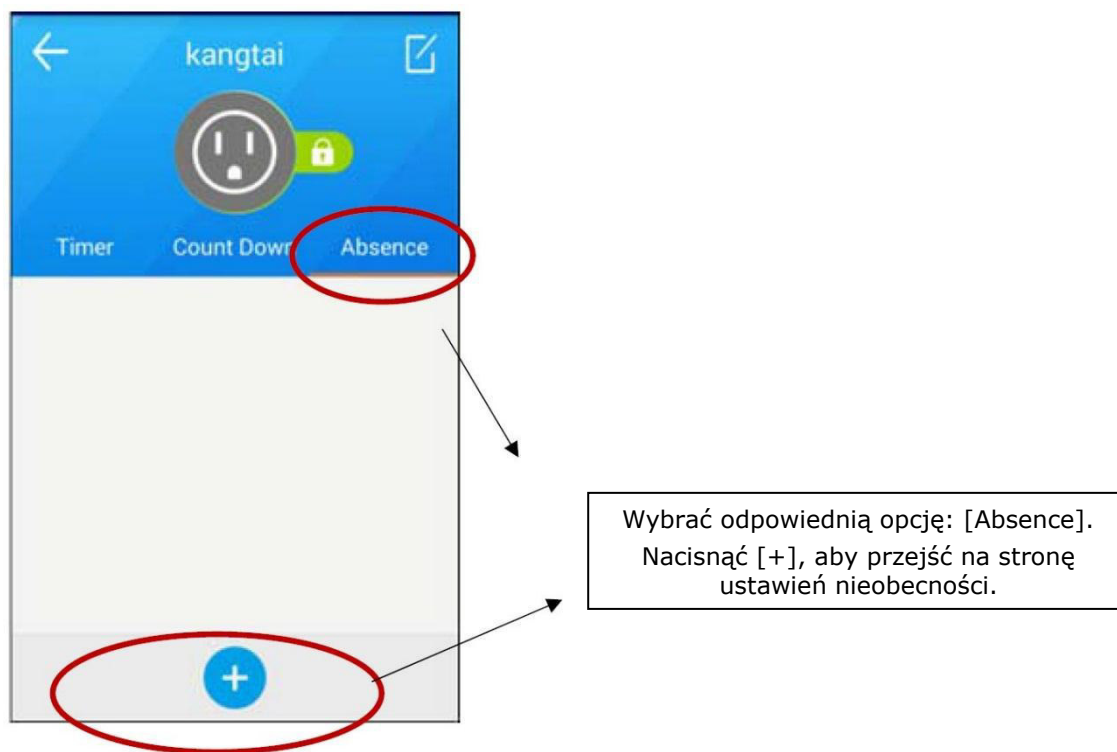 kangtai
Timer Count Down Absence
Wybrać odpowiednią opcję: [Absence].
Nacisnąć [+], aby przejść na stronę
ustawień nieobecności.